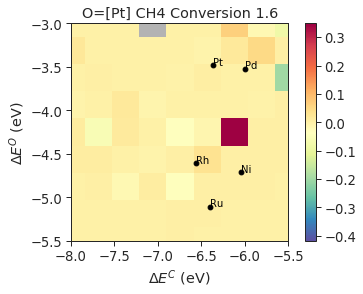 O=[Pt] CH4 Conversion 1.6
−3.0
−3.5
−4.0
−4.5
−5.0
−5.5
ΔE^O (eV)
Pt
Pd
Rh
Ni
Ru
−8.0 −7.5 −7.0 −6.5 −6.0 −5.5
ΔE^C (eV)
0.3
0.2
0.1
0.0
−0.1
−0.2
−0.3
−0.4